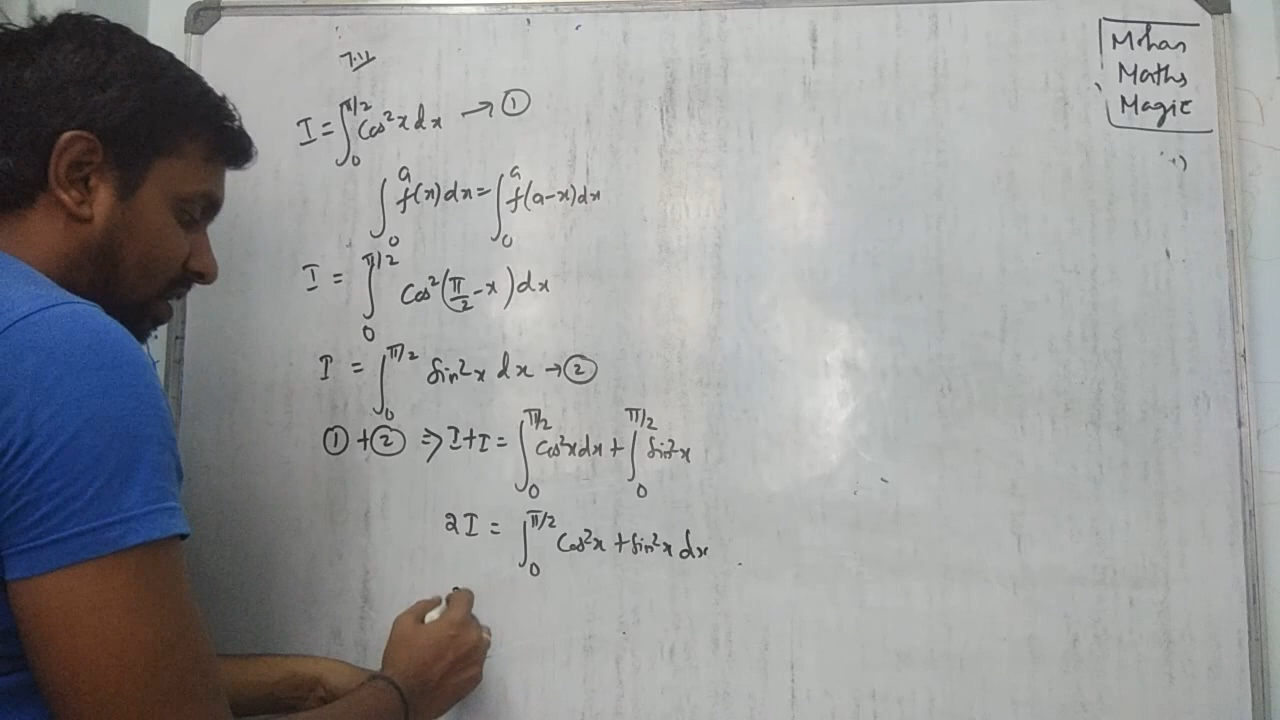 7.11
I = ∫₀^π/2 Cos²x dx → ①
∫₀^a f(x)dx = ∫₀^a f(a-x)dx
I = ∫₀^π/2 Cos²(π/2 - x)dx
I = ∫₀^π/2 Sin²x dx → ②
① + ② ⇒ I+I = ∫₀^π/2 Cos²x dx + ∫₀^π/2 Sin²x
2I = ∫₀^π/2 Cos²x + Sin²x dx
Mohan
Maths
Magic